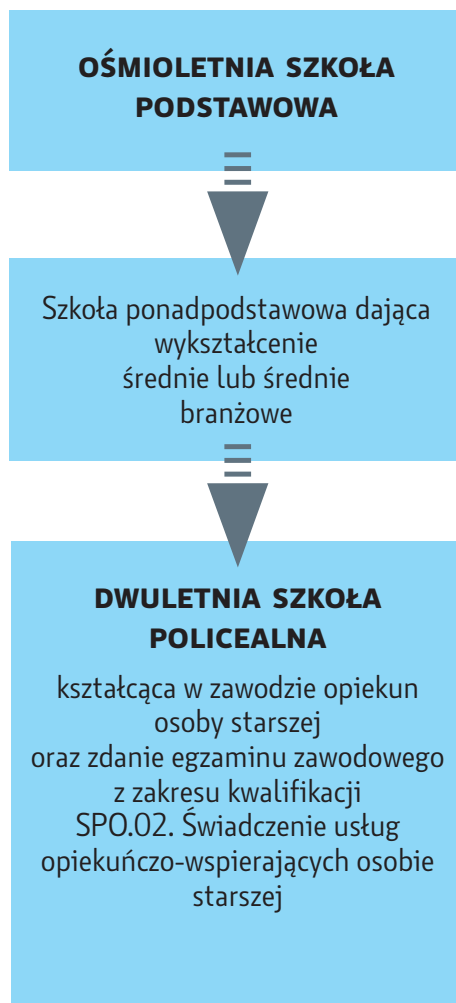 OŚMIOLETNIA SZKOŁA
PODSTAWOWA
Szkoła ponadpodstawowa dająca
wykształcenie
średnie lub średnie
branżowe
DWULETNIA SZKOŁA
POLICEALNA
kształcąca w zawodzie opiekun
osoby starszej
oraz zdanie egzaminu zawodowego
z zakresu kwalifikacji
SPO.02. Świadczenie usług
opiekuńczo-wspierających osobie
starszej